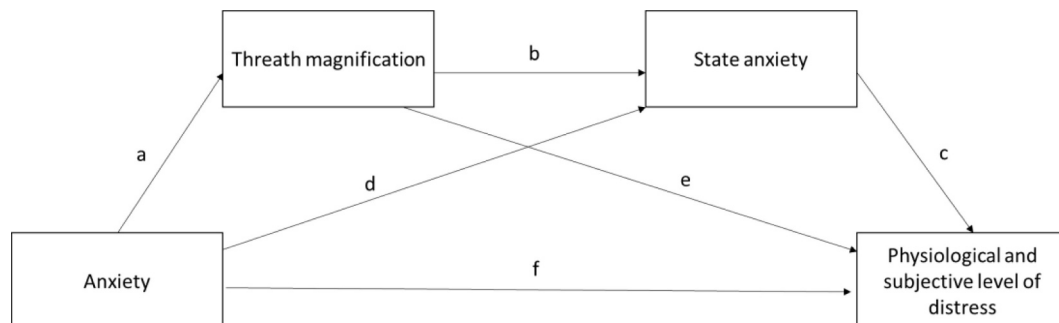 Threath magnification
b
State anxiety
a
d
e
c
Anxiety
f
Physiological and
subjective level of
distress